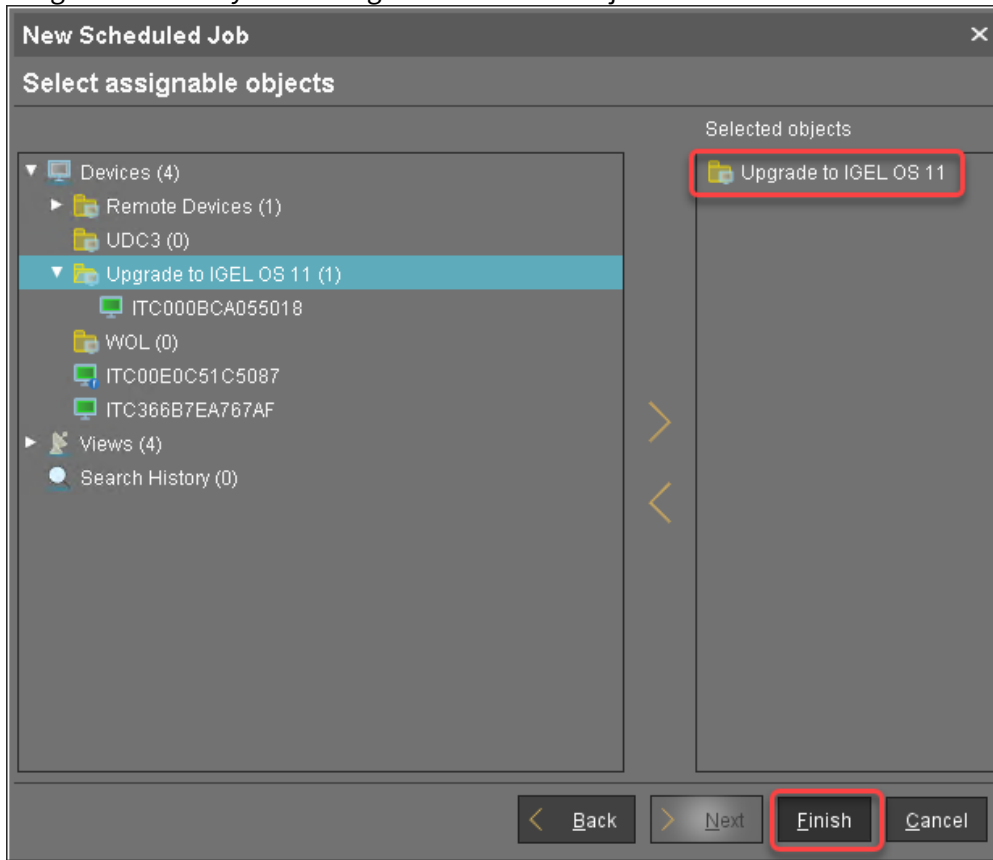 New Scheduled Job
Select assignable objects
Selected objects
Devices (4)
Remote Devices (1)
UDC3 (0)
Upgrade to IGEL OS 11 (1)
ITC000BCA055018
WOL (0)
ITC00E0C51C5087
ITC366B7EA767AF
Views (4)
Search History (0)
Upgrade to IGEL OS 11
Back
Next
Finish
Cancel